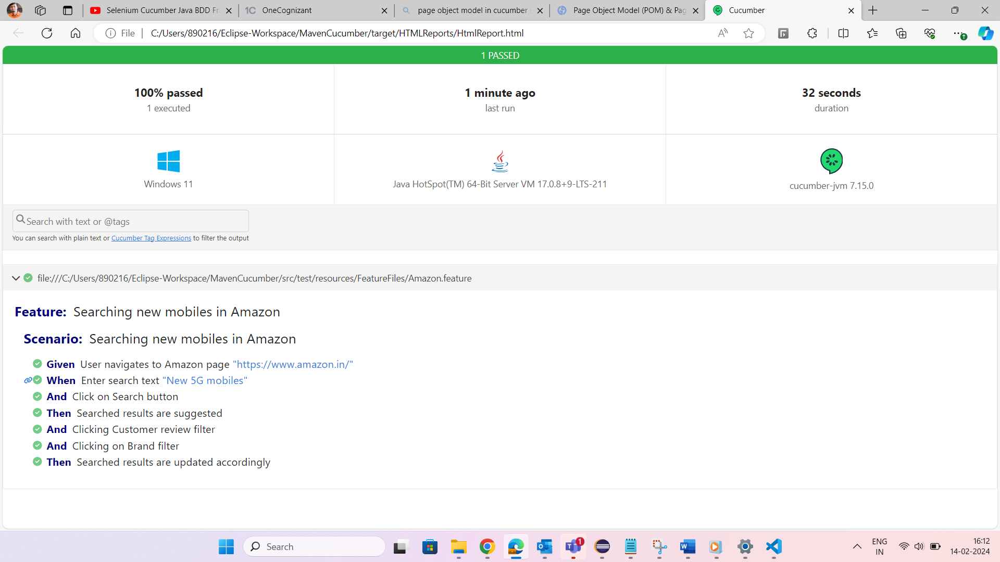 Selenium Cucumber Java BDD Fr
OneCognizant
page object model in cucumber s
Page Object Model (POM) & Pag
Cucumber
File
C:/Users/890216/Eclipse-Workspace/MavenCucumber/target/HTMLReports/HtmlReport.html
1 PASSED
100% passed
1 executed
1 minute ago
last run
32 seconds
duration
Windows 11
Java HotSpot(TM) 64-Bit Server VM 17.0.8+9-LTS-211
cucumber-jvm 7.15.0
Search with text or @tags
You can search with plain text or Cucumber Tag Expressions to filter the output
file:///C:/Users/890216/Eclipse-Workspace/MavenCucumber/src/test/resources/FeatureFiles/Amazon.feature
Feature: Searching new mobiles in Amazon
Scenario: Searching new mobiles in Amazon
Given User navigates to Amazon page "https://www.amazon.in/"
When Enter search text "New 5G mobiles"
And Click on Search button
Then Searched results are suggested
And Clicking Customer review filter
And Clicking on Brand filter
Then Searched results are updated accordingly
Search
1
ENG
IN
16:12
14-02-2024